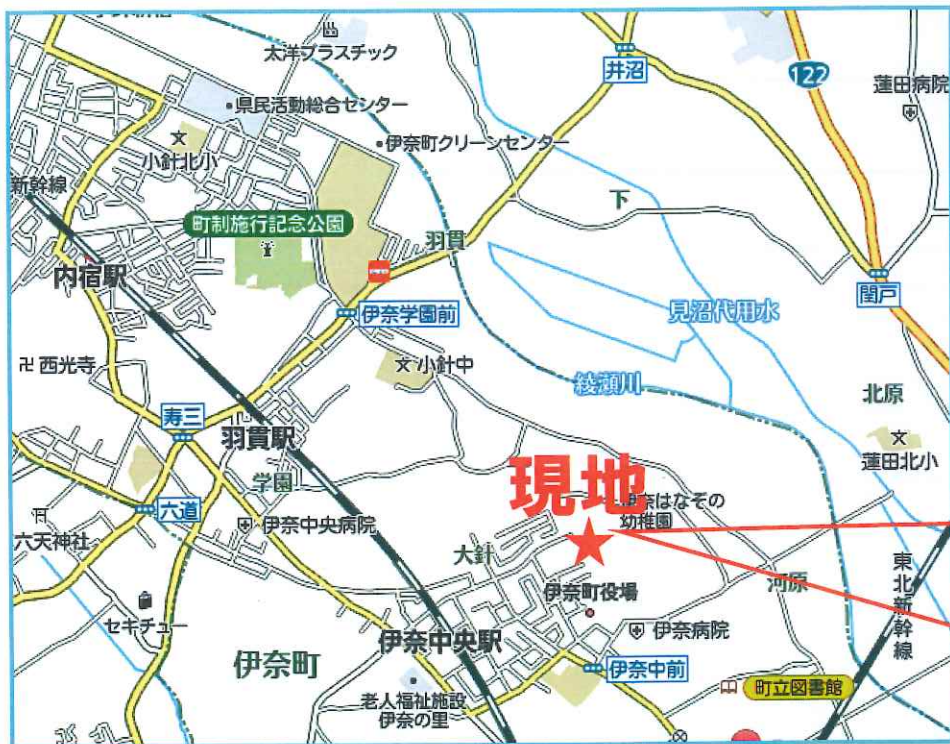 太洋プラスチック
井沼
122
蓮田病院
県民活動総合センター
小針北小
伊奈町クリーンセンター
新幹線
下
町制施行記念公園
羽貫
内宿駅
閏戸
伊奈学園前
見沼代用水
卍西光寺
小針中
綾瀬川
北原
寿三
羽貫駅
蓮田北小
現地
学園
伊奈はなぞの
幼稚園
六道
伊奈中央病院
六天神社
大針
東北新幹線
河原
伊奈町役場
セキチュー
伊奈病院
伊奈中央駅
伊奈町
伊奈中前
町立図書館
老人福祉施設
伊奈の里